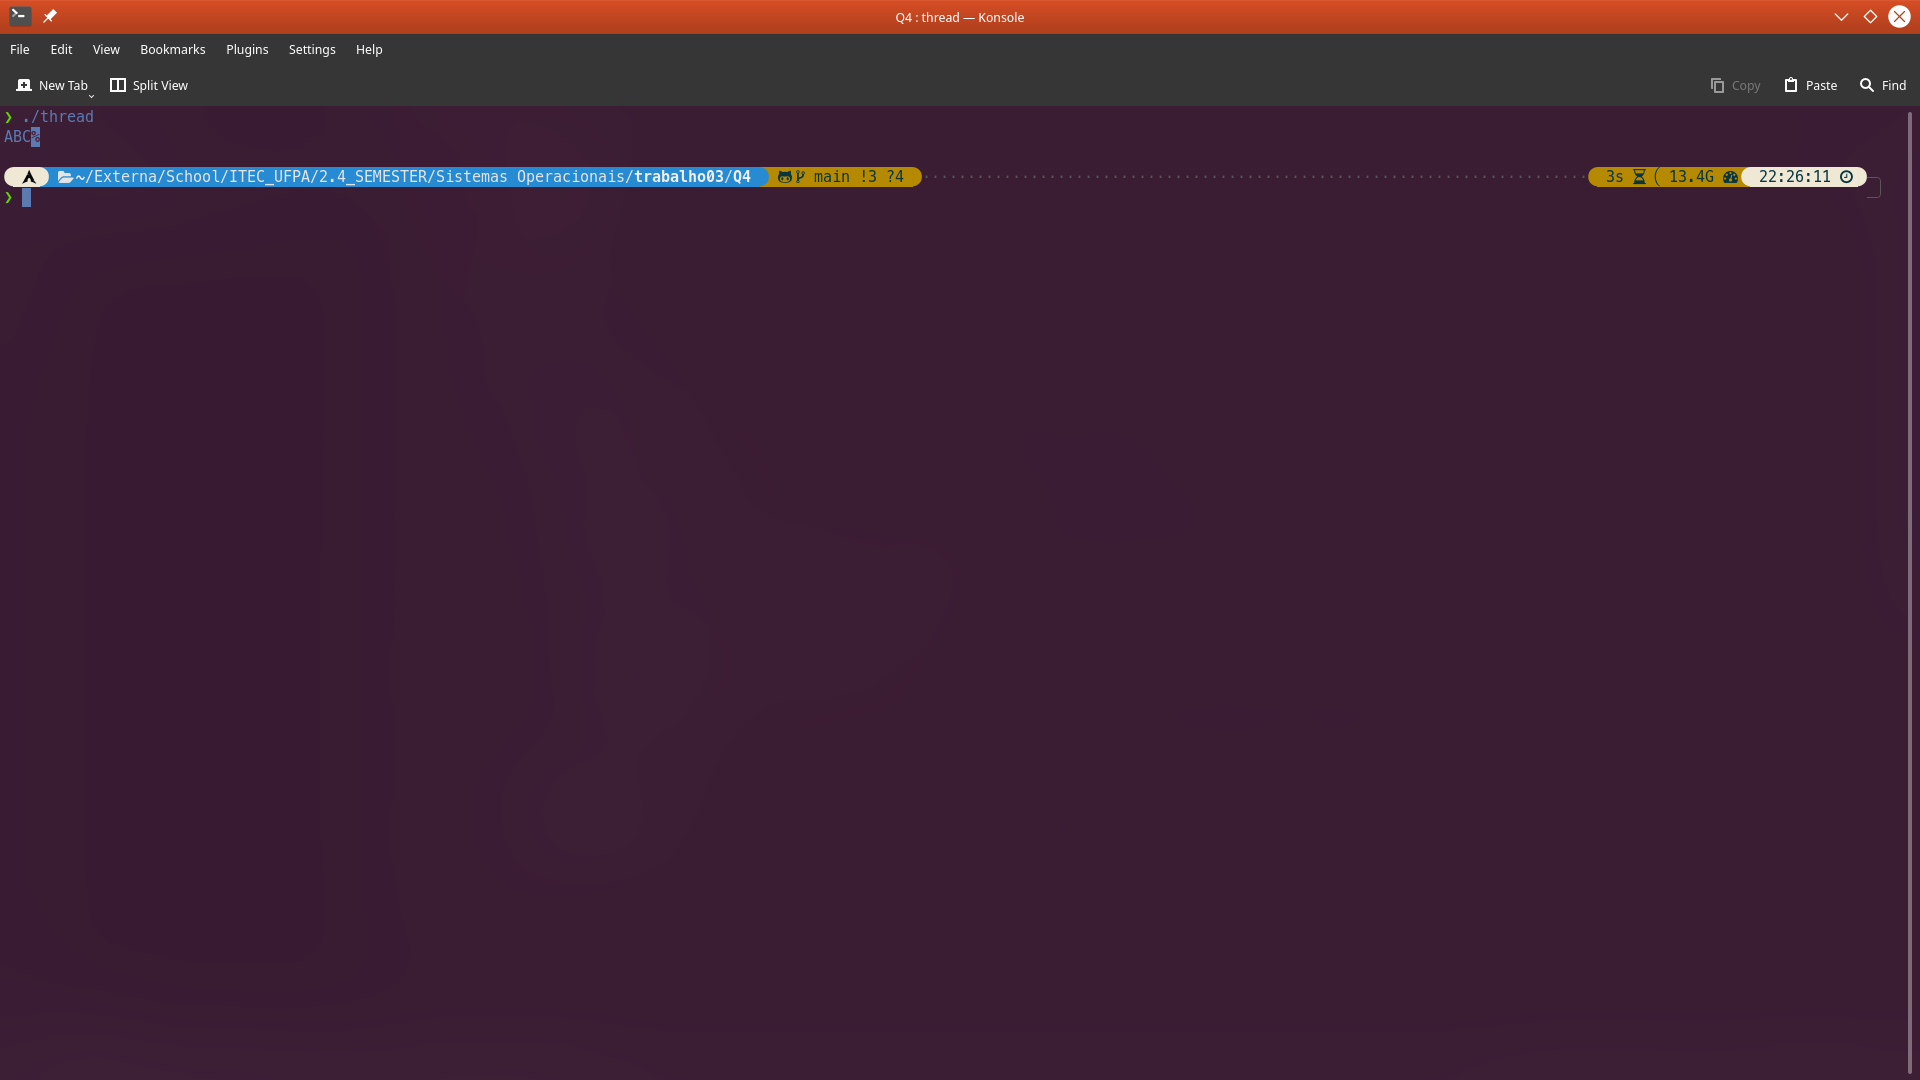 Q4 : thread — Konsole
File Edit View Bookmarks Plugins Settings Help
New Tab Split View Copy Paste Find
❯ ./thread
ABC%
~/Externa/School/ITEC_UFPA/2.4_SEMESTER/Sistemas Operacionais/trabalho03/Q4 main !3 ?4 3s 13.4G 22:26:11
❯